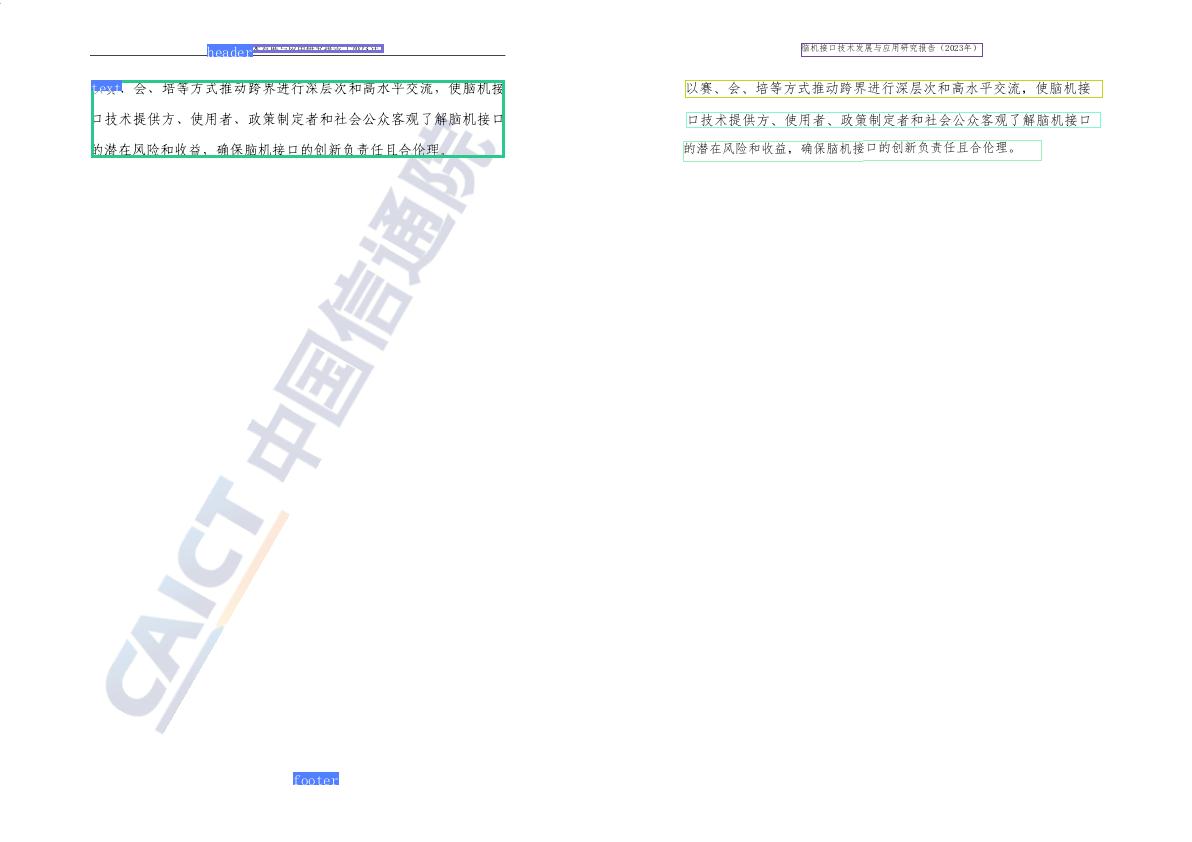 header
text、会、培等方式推动跨界进行深层次和高水平交流，使脑机接
口技术提供方、使用者、政策制定者和社会公众客观了解脑机接口
的潜在风险和收益，确保脑机接口的创新负责任且合伦理。
CAICT 中国信通院
footer
脑机接口技术发展与应用研究报告（2023年）
以赛、会、培等方式推动跨界进行深层次和高水平交流，使脑机接
口技术提供方、使用者、政策制定者和社会公众客观了解脑机接口
的潜在风险和收益，确保脑机接口的创新负责任且合伦理。